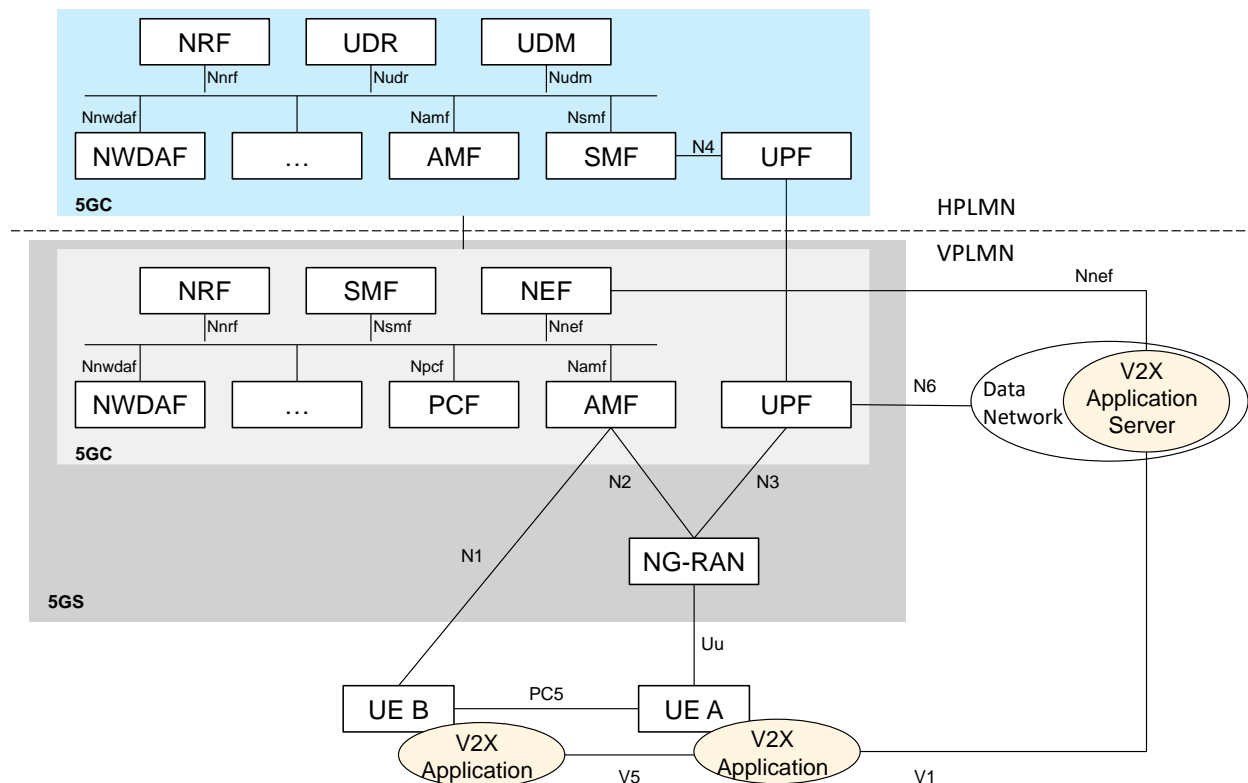 NRF
UDR
UDM
Nnrf
Nudr
Nudm
Nnwdaf
Namf
Nsmf
NWDAF
...
AMF
SMF
N4
UPF
5GC
HPLMN
VPLMN
NRF
SMF
NEF
Nnef
Nnrf
Nsmf
Nnef
Nnwdaf
Npcf
Namf
NWDAF
...
PCF
AMF
UPF
N6
Data
Network
V2X
Application
Server
5GC
N2
N3
N1
NG-RAN
5GS
Uu
UE B
PC5
UE A
V2X
Application
V5
V2X
Application
V1